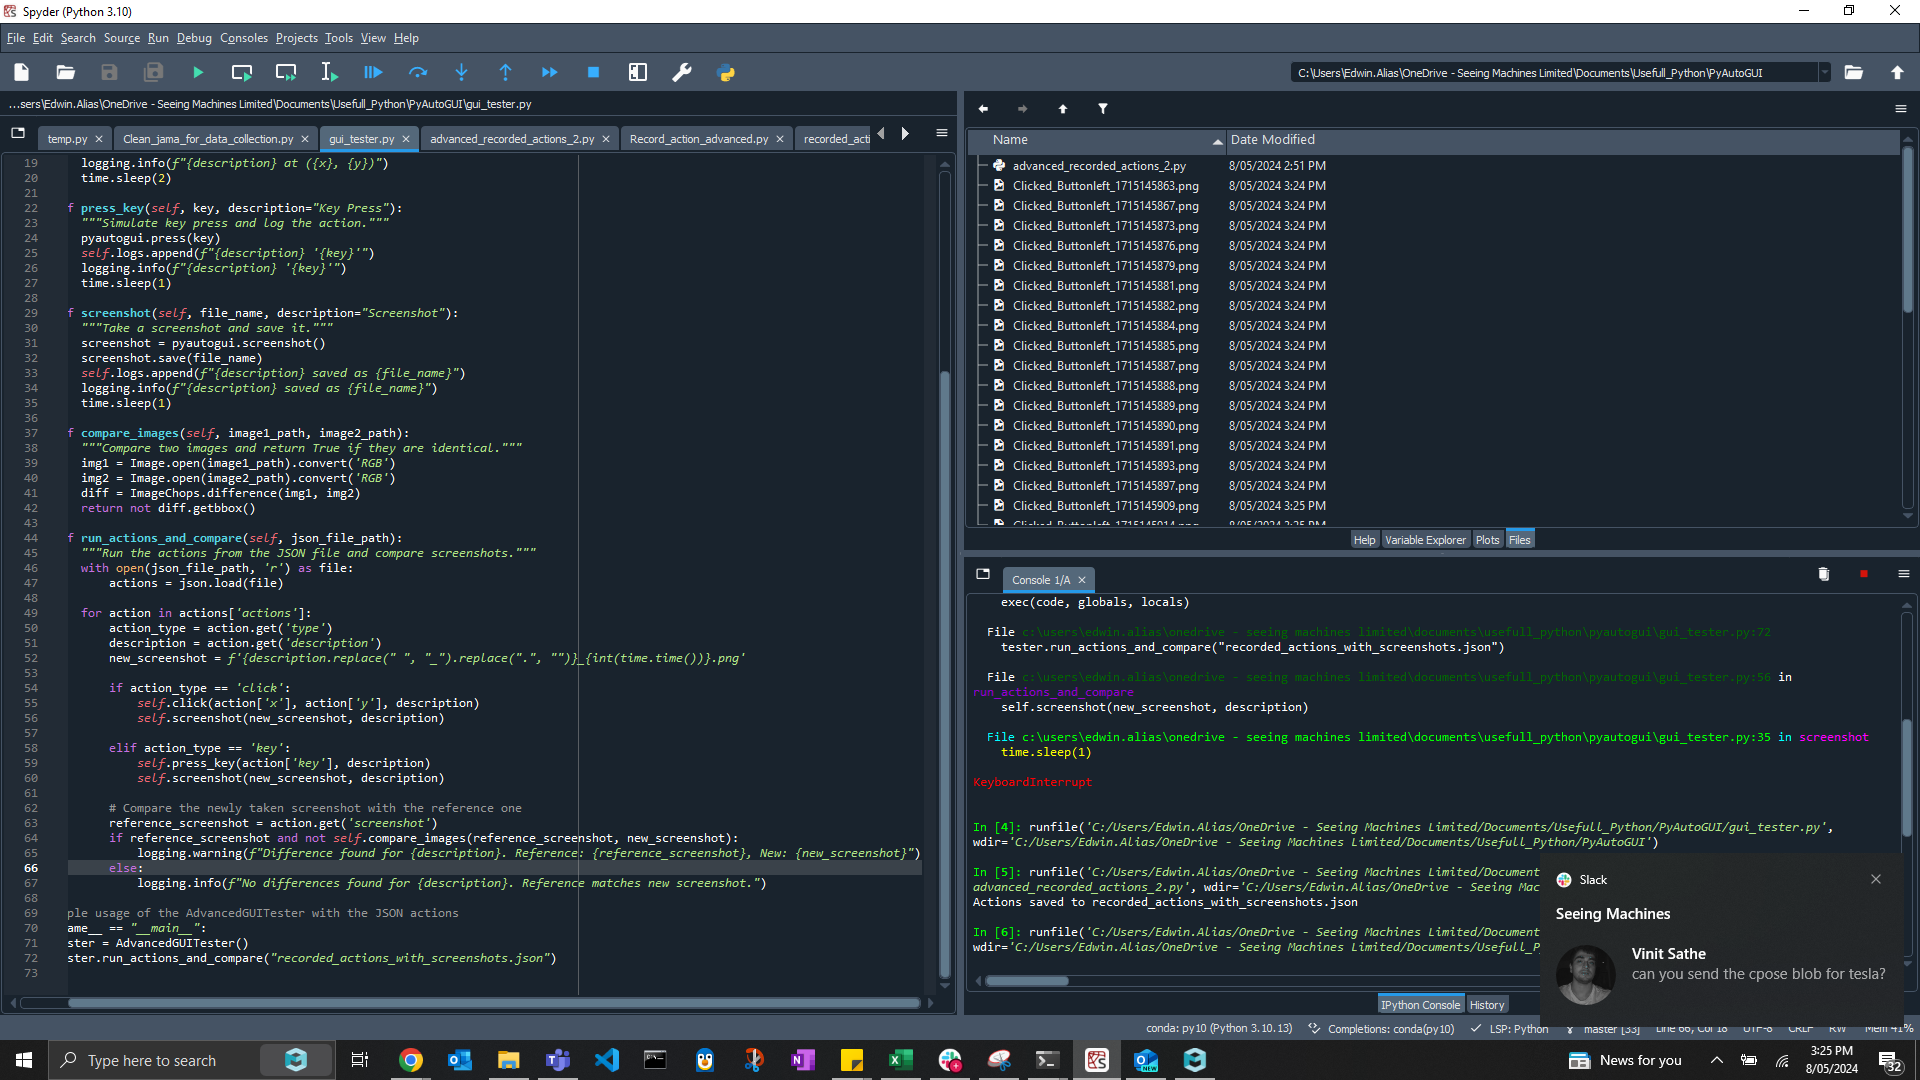 Spyder (Python 3.10)
File Edit Search Source Run Debug Consoles Projects Tools View Help
C:\Users\Edwin.Alias\OneDrive - Seeing Machines Limited\Documents\Usefull_Python\PyAutoGUI
...sers\Edwin.Alias\OneDrive - Seeing Machines Limited\Documents\Usefull_Python\PyAutoGUI\gui_tester.py
temp.py Clean_jama_for_data_collection.py gui_tester.py advanced_recorded_actions_2.py Record_action_advanced.py recorded_acti
19 logging.info(f"{description} at ({x}, {y})")
20 time.sleep(2)
21
22 f press_key(self, key, description="Key Press"):
23 """Simulate key press and log the action."""
24 pyautogui.press(key)
25 self.logs.append(f"{description} '{key}'")
26 logging.info(f"{description} '{key}'")
27 time.sleep(1)
28
29 f screenshot(self, file_name, description="Screenshot"):
30 """Take a screenshot and save it."""
31 screenshot = pyautogui.screenshot()
32 screenshot.save(file_name)
33 self.logs.append(f"{description} saved as {file_name}")
34 logging.info(f"{description} saved as {file_name}")
35 time.sleep(1)
36
37 f compare_images(self, image1_path, image2_path):
38 """Compare two images and return True if they are identical."""
39 img1 = Image.open(image1_path).convert('RGB')
40 img2 = Image.open(image2_path).convert('RGB')
41 diff = ImageChops.difference(img1, img2)
42 return not diff.getbbox()
43
44 f run_actions_and_compare(self, json_file_path):
45 """Run the actions from the JSON file and compare screenshots."""
46 with open(json_file_path, 'r') as file:
47 actions = json.load(file)
48
49 for action in actions['actions']:
50 action_type = action.get('type')
51 description = action.get('description')
52 new_screenshot = f'{description.replace(" ", "_").replace(".", "")}_{int(time.time())}.png'
53
54 if action_type == 'click':
55 self.click(action['x'], action['y'], description)
56 self.screenshot(new_screenshot, description)
57
58 elif action_type == 'key':
59 self.press_key(action['key'], description)
60 self.screenshot(new_screenshot, description)
61
62 # Compare the newly taken screenshot with the reference one
63 reference_screenshot = action.get('screenshot')
64 if reference_screenshot and not self.compare_images(reference_screenshot, new_screenshot):
65 logging.warning(f"Difference found for {description}. Reference: {reference_screenshot}, New: {new_screenshot}")
66 else:
67 logging.info(f"No differences found for {description}. Reference matches new screenshot.")
68
69 ple usage of the AdvancedGUITester with the JSON actions
70 ame__ == "__main__":
71 ster = AdvancedGUITester()
72 ster.run_actions_and_compare("recorded_actions_with_screenshots.json")
73
Name Date Modified
advanced_recorded_actions_2.py 8/05/2024 2:51 PM
Clicked_Buttonleft_1715145863.png 8/05/2024 3:24 PM
Clicked_Buttonleft_1715145867.png 8/05/2024 3:24 PM
Clicked_Buttonleft_1715145873.png 8/05/2024 3:24 PM
Clicked_Buttonleft_1715145876.png 8/05/2024 3:24 PM
Clicked_Buttonleft_1715145879.png 8/05/2024 3:24 PM
Clicked_Buttonleft_1715145881.png 8/05/2024 3:24 PM
Clicked_Buttonleft_1715145882.png 8/05/2024 3:24 PM
Clicked_Buttonleft_1715145884.png 8/05/2024 3:24 PM
Clicked_Buttonleft_1715145885.png 8/05/2024 3:24 PM
Clicked_Buttonleft_1715145887.png 8/05/2024 3:24 PM
Clicked_Buttonleft_1715145888.png 8/05/2024 3:24 PM
Clicked_Buttonleft_1715145889.png 8/05/2024 3:24 PM
Clicked_Buttonleft_1715145890.png 8/05/2024 3:24 PM
Clicked_Buttonleft_1715145891.png 8/05/2024 3:24 PM
Clicked_Buttonleft_1715145893.png 8/05/2024 3:24 PM
Clicked_Buttonleft_1715145897.png 8/05/2024 3:24 PM
Clicked_Buttonleft_1715145909.png 8/05/2024 3:25 PM
Clicked_Buttonleft_1715145914.png 8/05/2024 3:25 PM
Help Variable Explorer Plots Files
Console 1/A
exec(code, globals, locals)
File c:\users\edwin.alias\onedrive - seeing machines limited\documents\usefull_python\pyautogui\gui_tester.py:72
tester.run_actions_and_compare("recorded_actions_with_screenshots.json")
File c:\users\edwin.alias\onedrive - seeing machines limited\documents\usefull_python\pyautogui\gui_tester.py:56 in
run_actions_and_compare
self.screenshot(new_screenshot, description)
File c:\users\edwin.alias\onedrive - seeing machines limited\documents\usefull_python\pyautogui\gui_tester.py:35 in screenshot
time.sleep(1)
KeyboardInterrupt
In [4]: runfile('C:/Users/Edwin.Alias/OneDrive - Seeing Machines Limited/Documents/Usefull_Python/PyAutoGUI/gui_tester.py',
wdir='C:/Users/Edwin.Alias/OneDrive - Seeing Machines Limited/Documents/Usefull_Python/PyAutoGUI')
In [5]: runfile('C:/Users/Edwin.Alias/OneDrive - Seeing Machines Limited/Documents/
advanced_recorded_actions_2.py', wdir='C:/Users/Edwin.Alias/OneDrive - Seeing Mac
Actions saved to recorded_actions_with_screenshots.json
In [6]: runfile('C:/Users/Edwin.Alias/OneDrive - Seeing Machines Limited/Documents/
wdir='C:/Users/Edwin.Alias/OneDrive - Seeing Machines Limited/Documents/Usefull_P
Slack
Seeing Machines
Vinit Sathe
can you send the cpose blob for tesla?
IPython Console History
conda: py10 (Python 3.10.13) Completions: conda(py10) LSP: Python master [33] Line 66, Col 18 UTF-8 CRLF RW Mem 41%
Type here to search
News for you
3:25 PM
8/05/2024
32